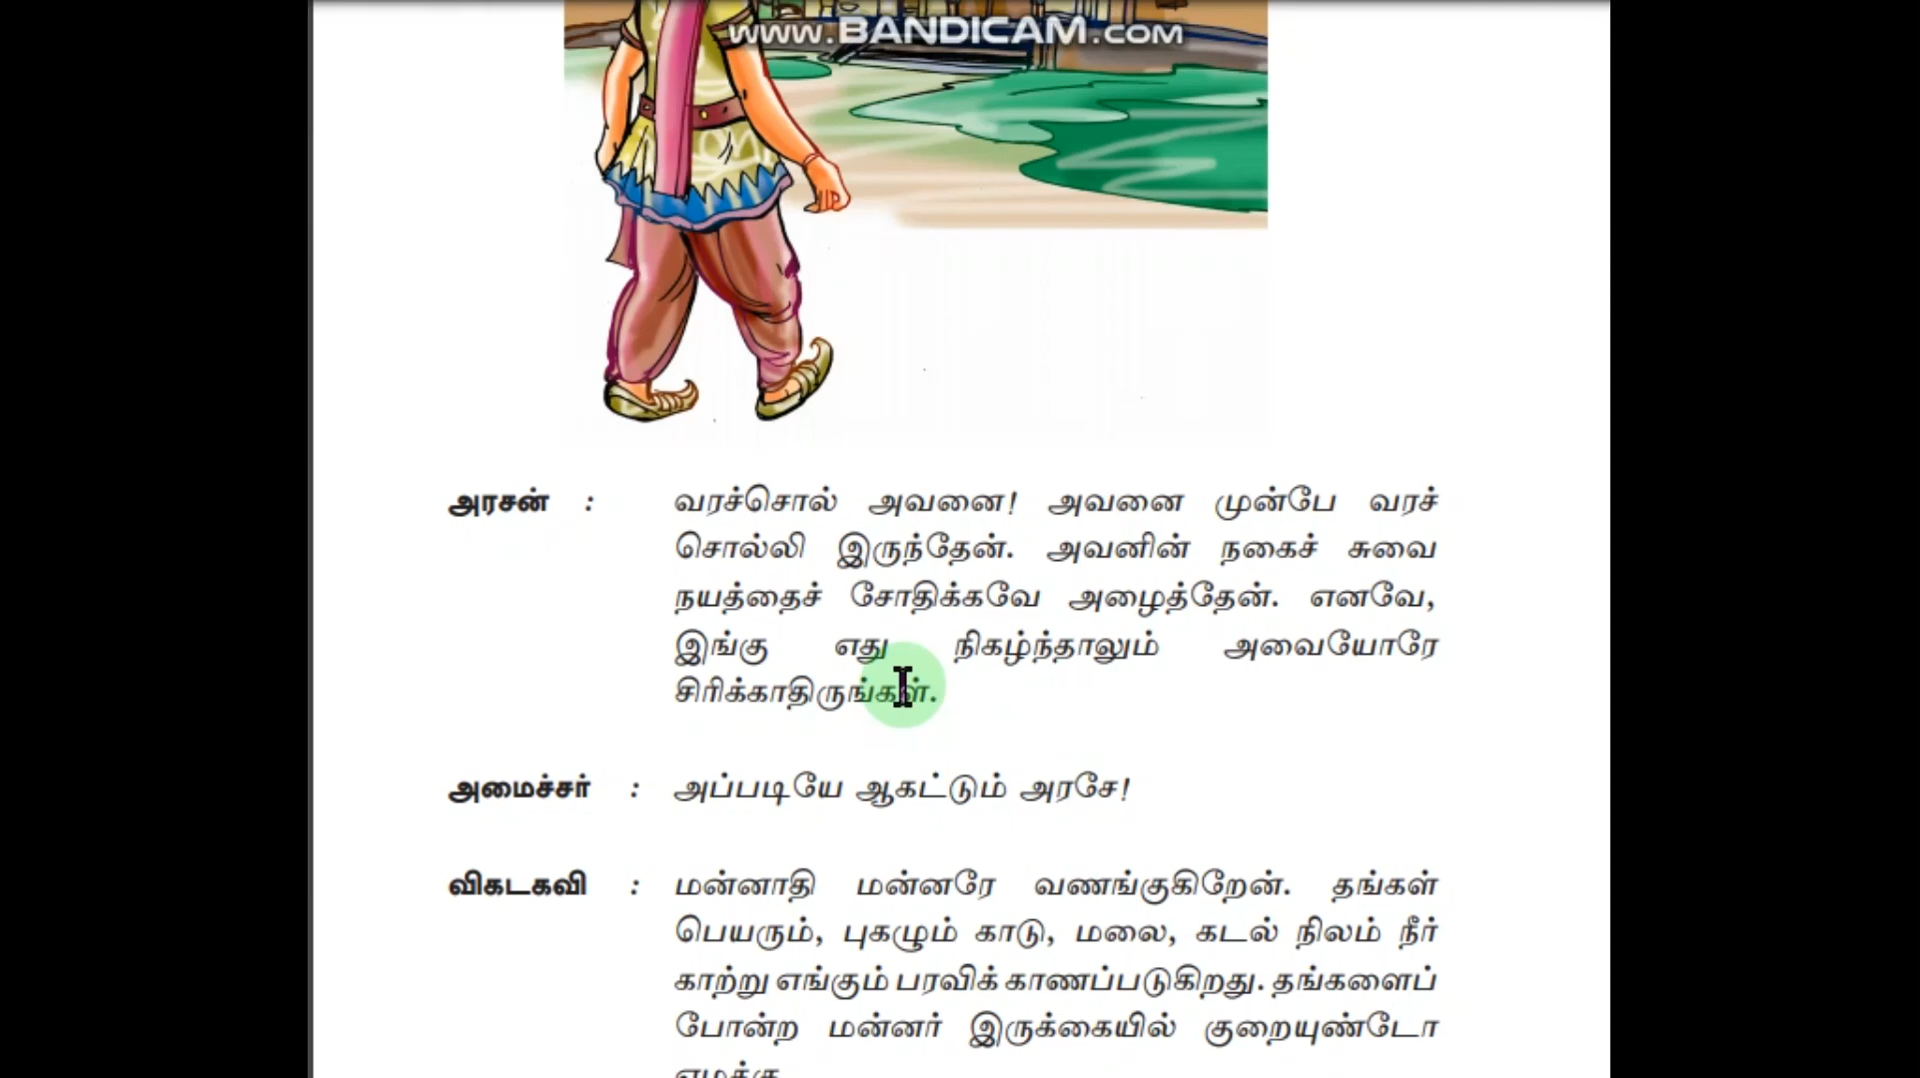 www.BANDICAM.COM
அரசன் : வரச்சொல் அவனை! அவனை முன்பே வரச்
சொல்லி இருந்தேன். அவனின் நகைச் சுவை
நயத்தைச் சோதிக்கவே அழைத்தேன். எனவே,
இங்கு எது நிகழ்ந்தாலும் அவையோரே
சிரிக்காதிருங்கள்.
அமைச்சர் : அப்படியே ஆகட்டும் அரசே!
விகடகவி : மன்னாதி மன்னரே வணங்குகிறேன். தங்கள்
பெயரும், புகழும் காடு, மலை, கடல் நிலம் நீர்
காற்று எங்கும் பரவிக் காணப்படுகிறது. தங்களைப்
போன்ற மன்னர் இருக்கையில் குறையுண்டோ